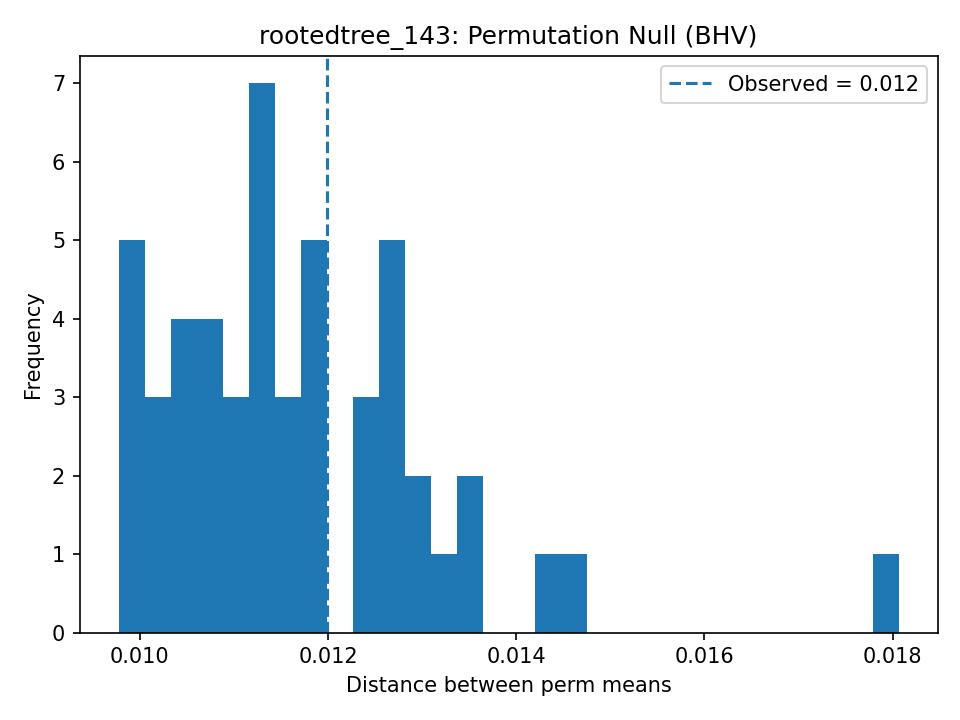 rootedtree_143: Permutation Null (BHV)
Observed = 0.012
7
6
5
4
3
2
1
0
Frequency
0.010 0.012 0.014 0.016 0.018
Distance between perm means